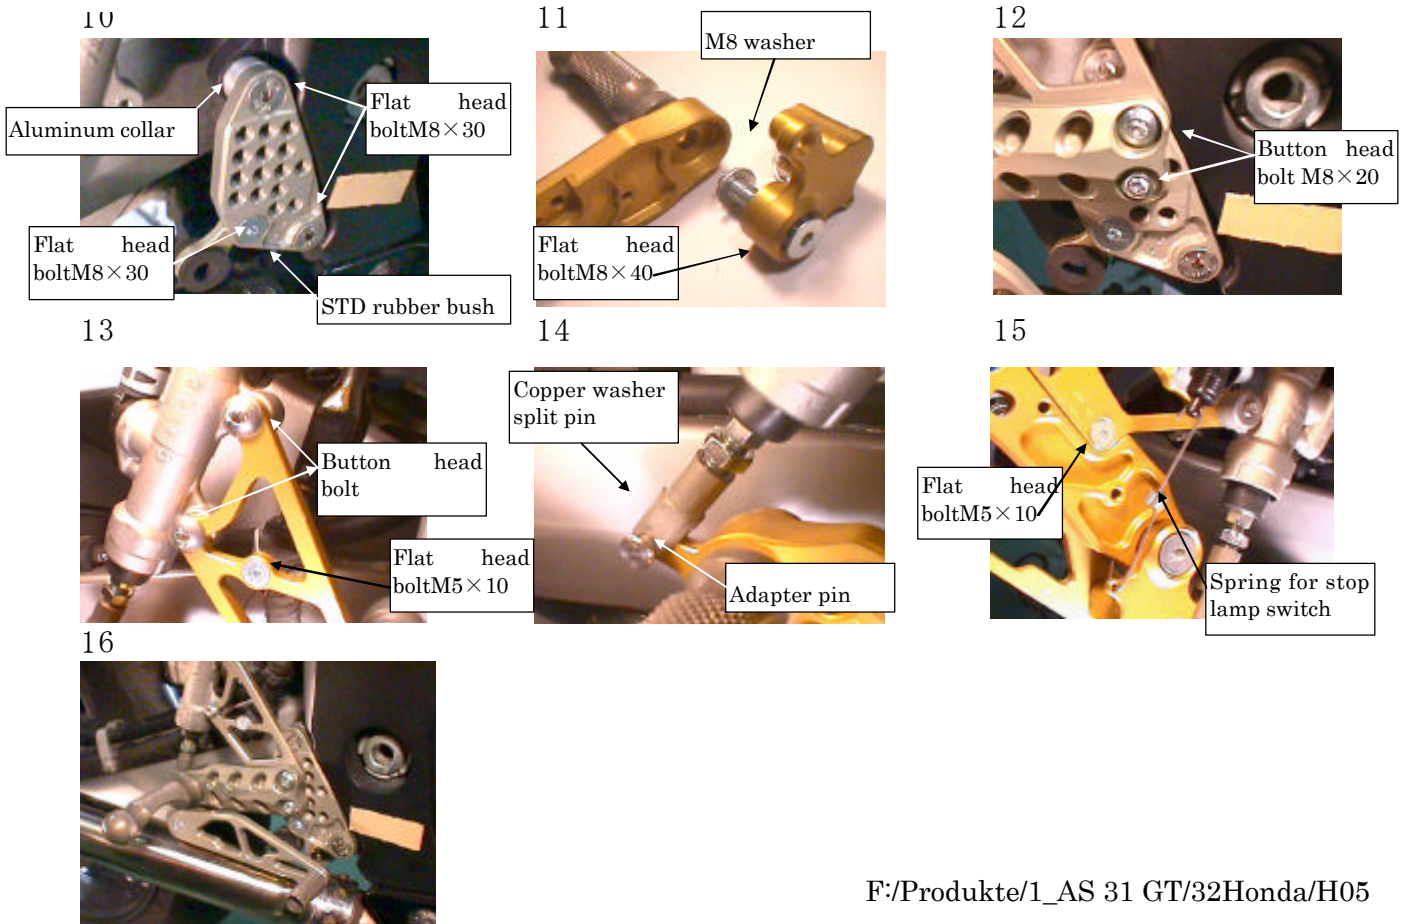 10
Aluminum collar
Flat head
boltM8×30
Flat head
boltM8×30
STD rubber bush
11
M8 washer
Flat head
boltM8×40
12
Button head
bolt M8×20
13
Button head
bolt
Flat head
boltM5×10
14
Copper washer
split pin
Adapter pin
15
Flat head
boltM5×10
Spring for stop
lamp switch
16
F:/Produkte/1_AS 31 GT/32Honda/H05